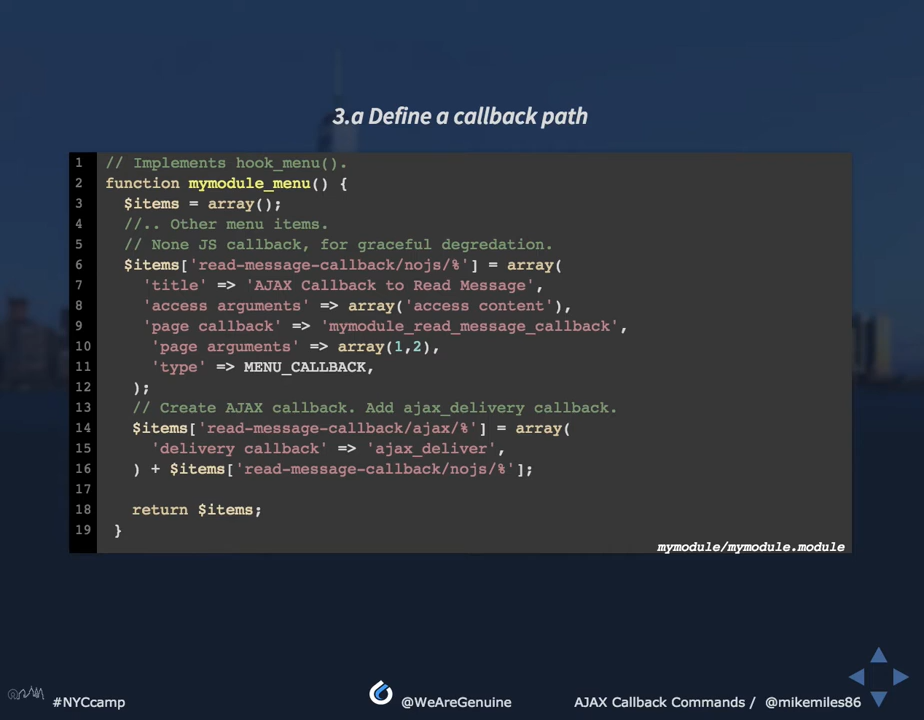 3.a Define a callback path
1 // Implements hook_menu().
2 function mymodule_menu() {
3 $items = array();
4 //.. Other menu items.
5 // None JS callback, for graceful degredation.
6 $items['read-message-callback/nojs/%'] = array(
7 'title' => 'AJAX Callback to Read Message',
8 'access arguments' => array('access content'),
9 'page callback' => 'mymodule_read_message_callback',
10 'page arguments' => array(1,2),
11 'type' => MENU_CALLBACK,
12 );
13 // Create AJAX callback. Add ajax_delivery callback.
14 $items['read-message-callback/ajax/%'] = array(
15 'delivery callback' => 'ajax_deliver',
16 ) + $items['read-message-callback/nojs/%'];
17
18 return $items;
19 }
mymodule/mymodule.module
#NYCcamp @WeAreGenuine AJAX Callback Commands / @mikemiles86